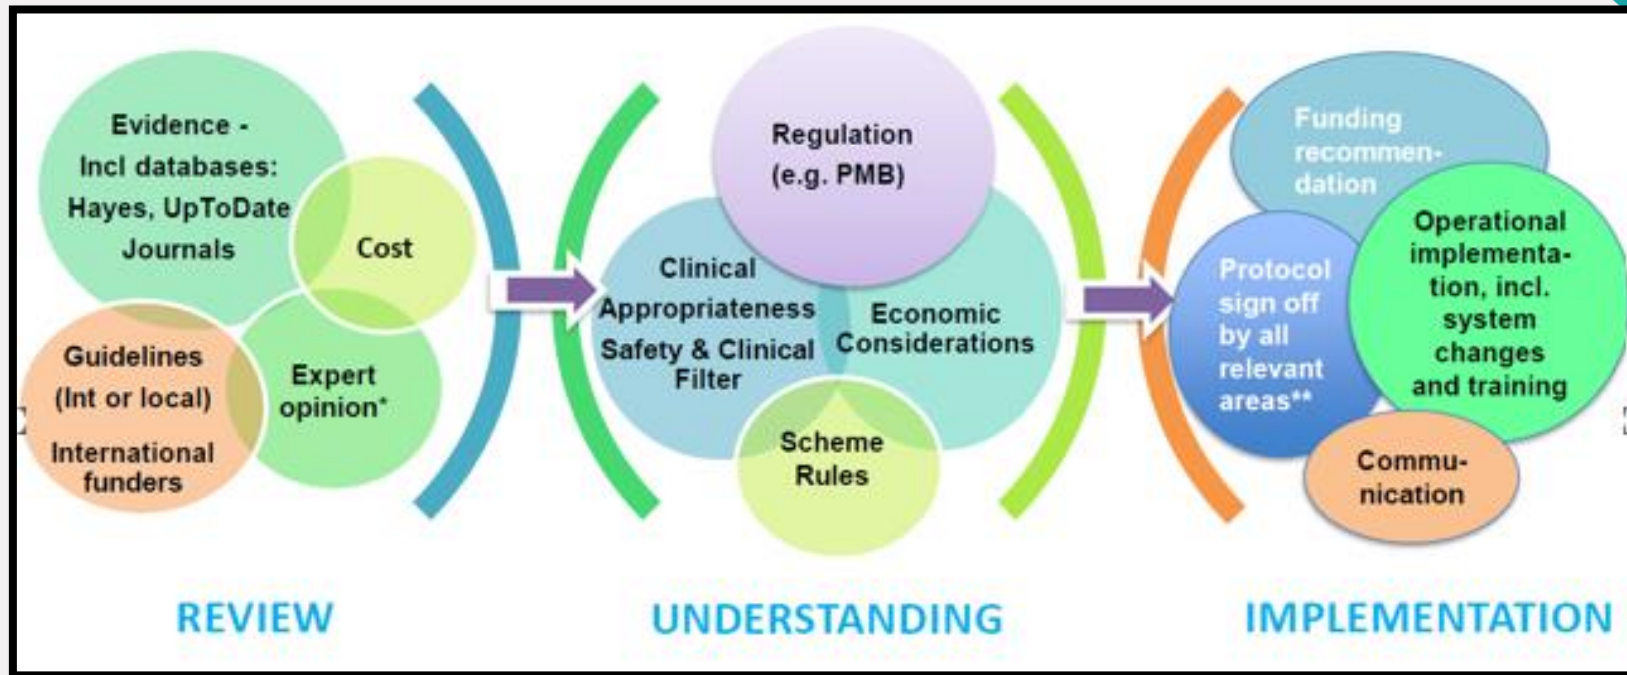 Evidence -
Incl databases:
Hayes, UpToDate
Journals
Cost
Guidelines
(Int or local)
International
funders
Expert
opinion*
REVIEW
Regulation
(e.g. PMB)
Clinical
Appropriateness
Safety & Clinical
Filter
Economic
Considerations
Scheme
Rules
UNDERSTANDING
Funding
recommen-
dation
Protocol
sign off
by all
relevant
areas**
Operational
implementa-
tion, incl.
system
changes
and training
Commu-
nication
IMPLEMENTATION